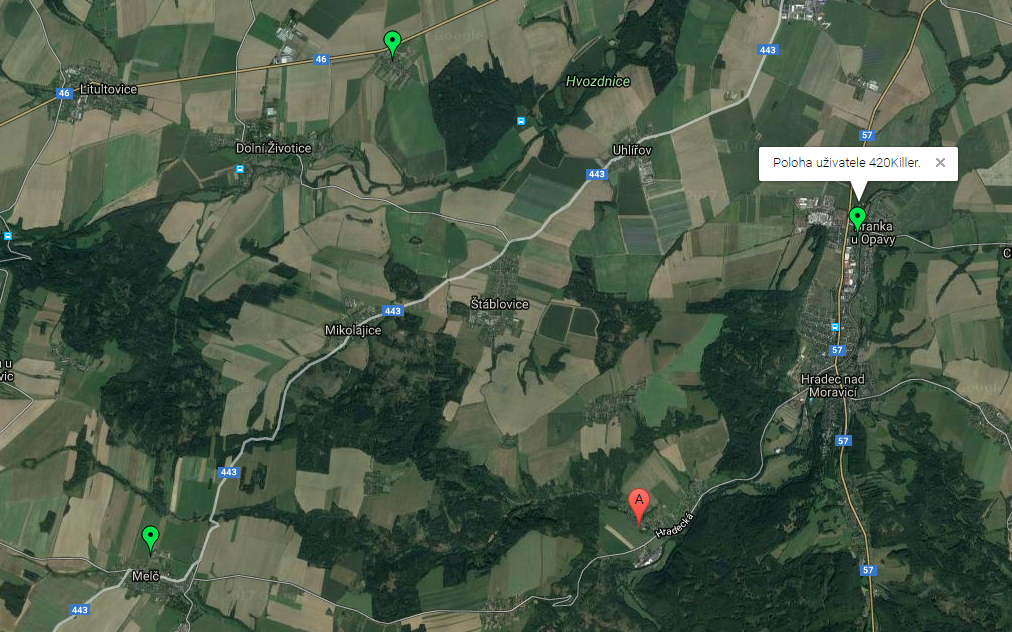 443
46
46
Hvozdnice
Litultovice
57
Dolní Životice
Uhlířov
Poloha uživatele 420Killer. ×
443
u Opavy
Štáblovice
443
Mikolajice
57
Hradec nad
Moravicí
57
443
A
Hradecká
57
Melč
443